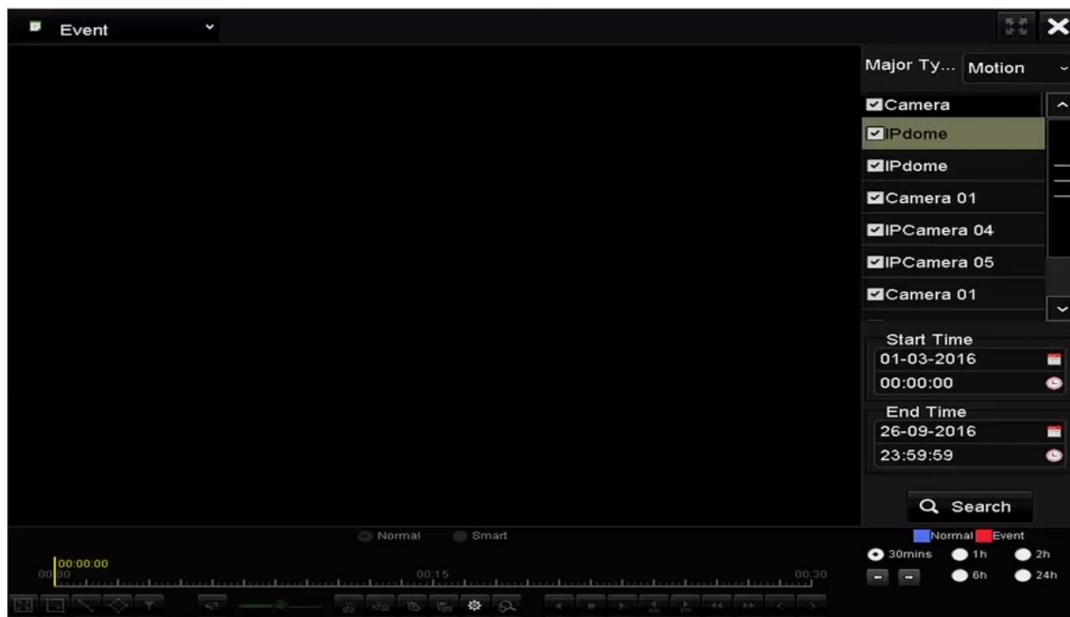 Event
Major Ty... Motion
Camera
IPdome
IPdome
Camera 01
IPCamera 04
IPCamera 05
Camera 01
Start Time
01-03-2016
00:00:00
End Time
26-09-2016
23:59:59
Search
Normal Smart
Normal Event
00:00:00
00:15 00:30
30mins 1h 2h
6h 24h